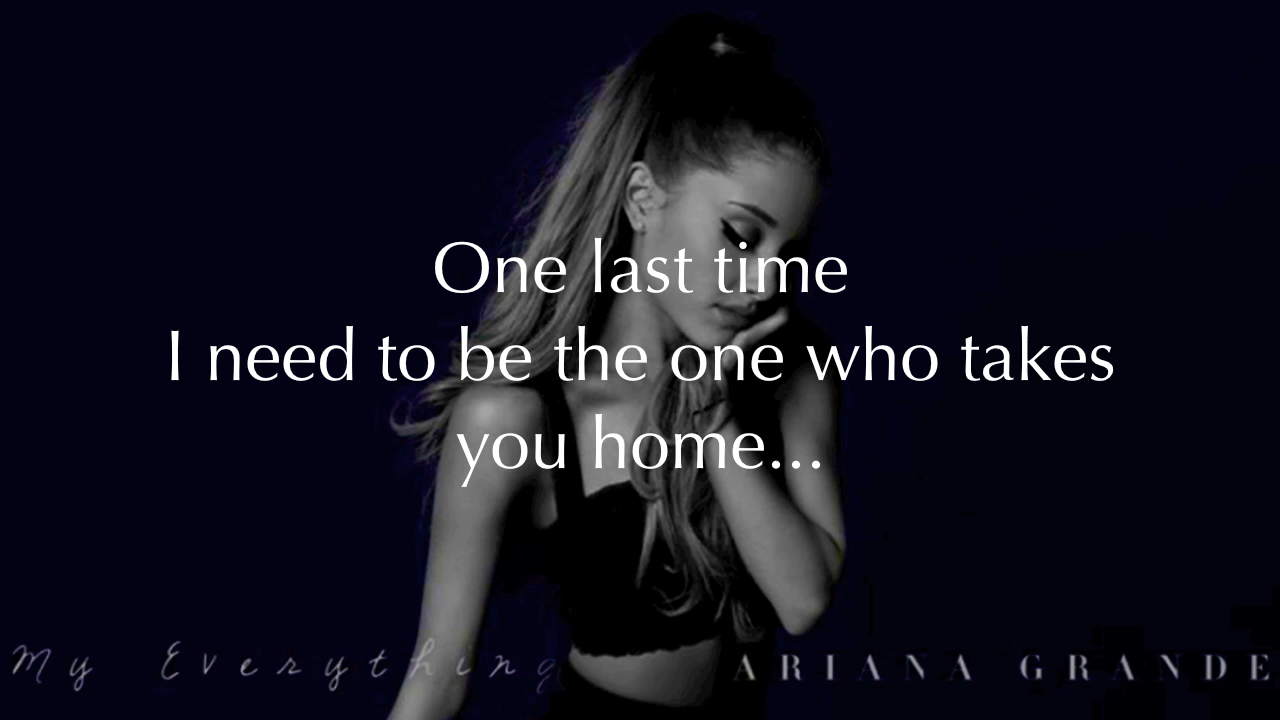 One last time
I need to be the one who takes
you home...
My Everything ARIANA GRANDE